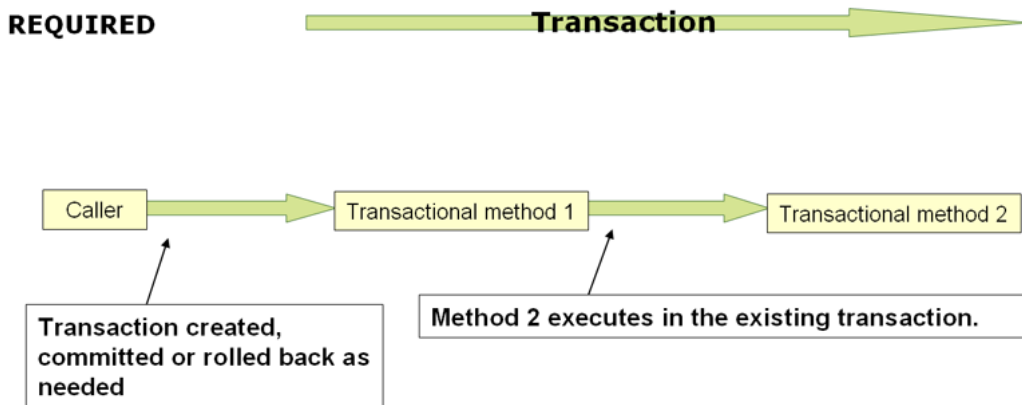 REQUIRED
Transaction
Caller
Transactional method 1
Transactional method 2
Transaction created,
committed or rolled back as
needed
Method 2 executes in the existing transaction.